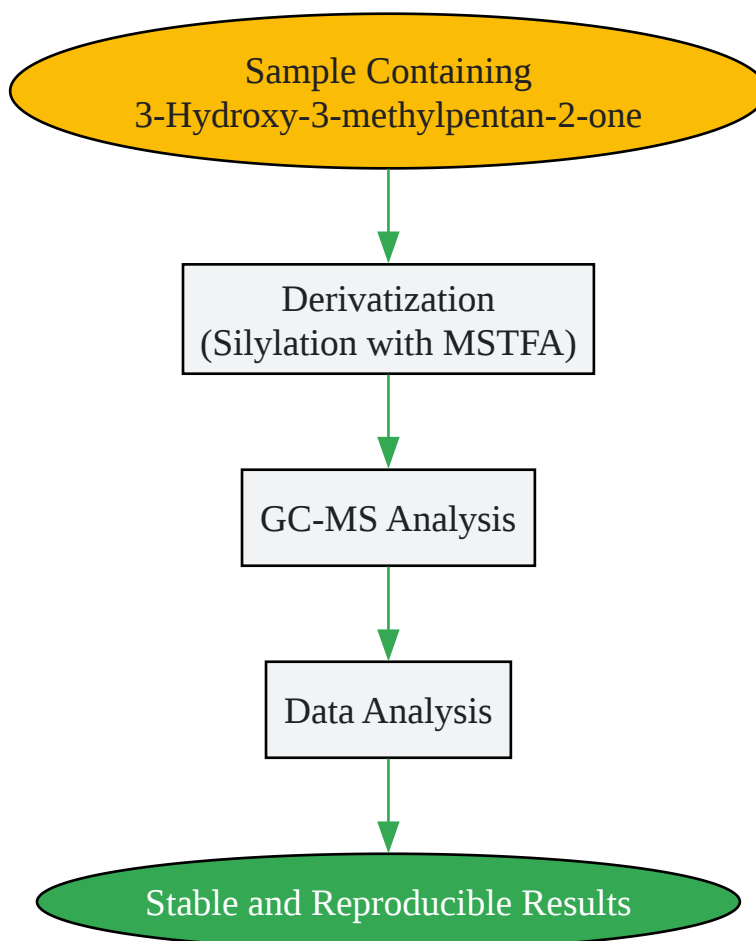 Sample Containing
3-Hydroxy-3-methylpentan-2-one
Derivatization
(Silylation with MSTFA)
GC-MS Analysis
Data Analysis
Stable and Reproducible Results